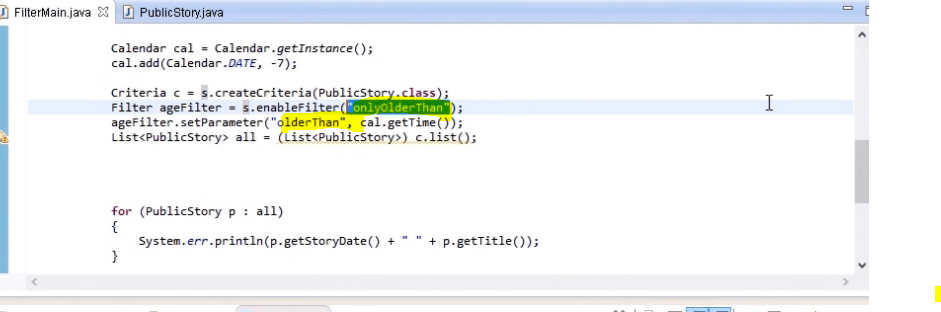 FilterMain.java PublicStory.java
Calendar cal = Calendar.getInstance();
cal.add(Calendar.DATE, -7);
Criteria c = s.createCriteria(PublicStory.class);
Filter ageFilter = s.enableFilter("onlyOlderThan");
ageFilter.setParameter("olderThan", cal.getTime());
List<PublicStory> all = (List<PublicStory>) c.list();
for (PublicStory p : all)
{
System.err.println(p.getStoryDate() + " " + p.getTitle());
}